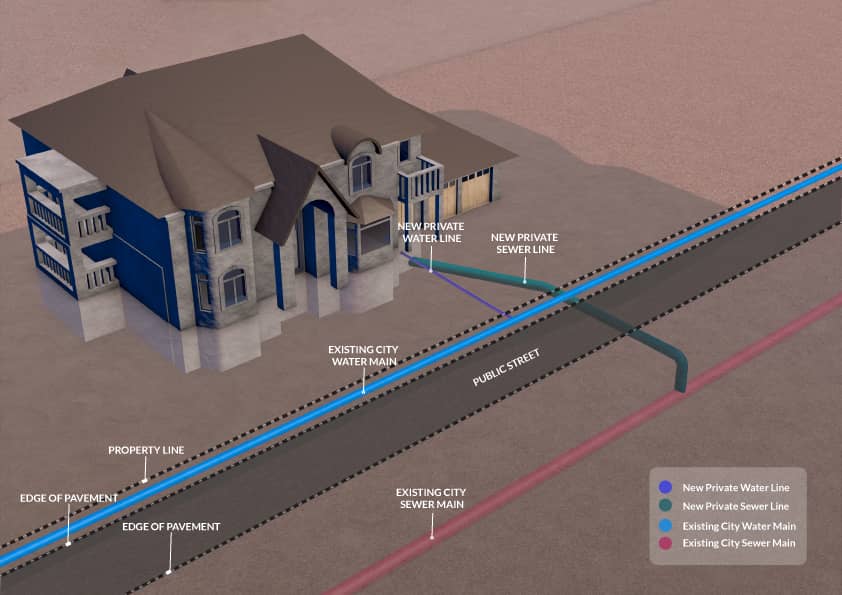 NEW PRIVATE
WATER LINE
NEW PRIVATE
SEWER LINE
EXISTING CITY
WATER MAIN
PUBLIC STREET
PROPERTY LINE
EDGE OF PAVEMENT
EDGE OF PAVEMENT
EXISTING CITY
SEWER MAIN
New Private Water Line
New Private Sewer Line
Existing City Water Main
Existing City Sewer Main